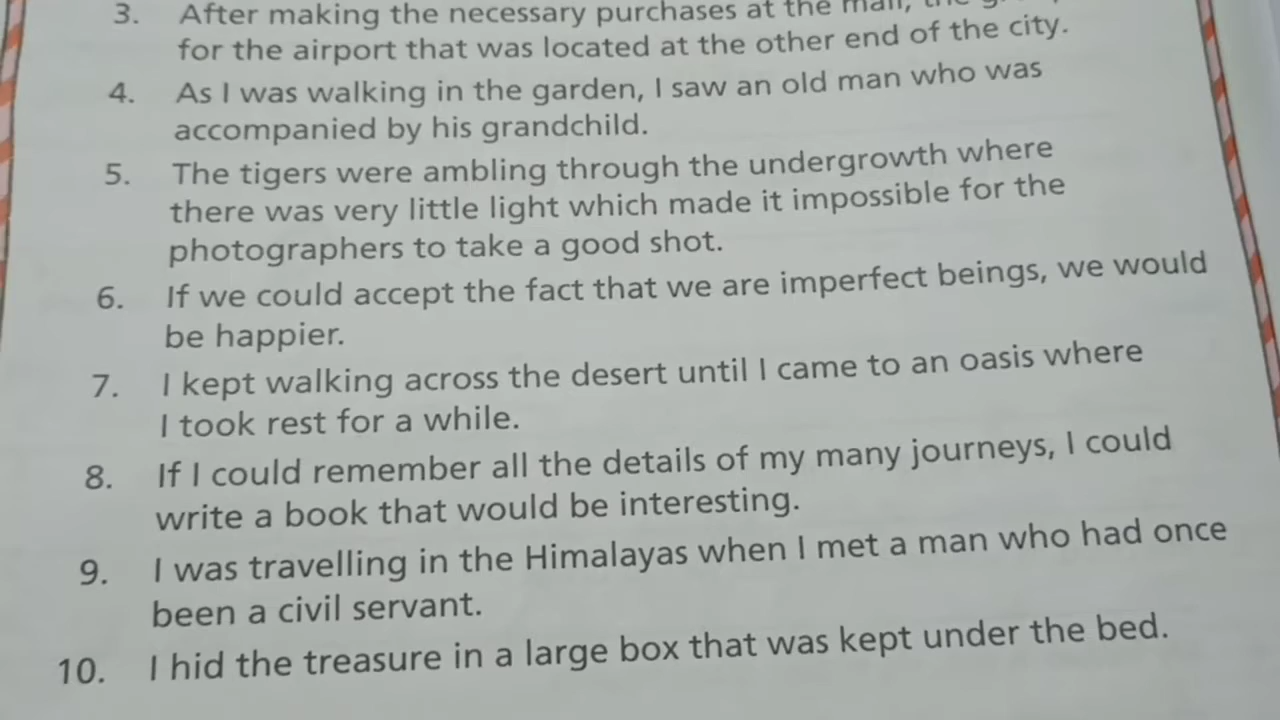 3. After making the necessary purchases at the mall, the
for the airport that was located at the other end of the city.
4. As I was walking in the garden, I saw an old man who was
accompanied by his grandchild.
5. The tigers were ambling through the undergrowth where
there was very little light which made it impossible for the
photographers to take a good shot.
6. If we could accept the fact that we are imperfect beings, we would
be happier.
7. I kept walking across the desert until I came to an oasis where
I took rest for a while.
8. If I could remember all the details of my many journeys, I could
write a book that would be interesting.
9. I was travelling in the Himalayas when I met a man who had once
been a civil servant.
10. I hid the treasure in a large box that was kept under the bed.